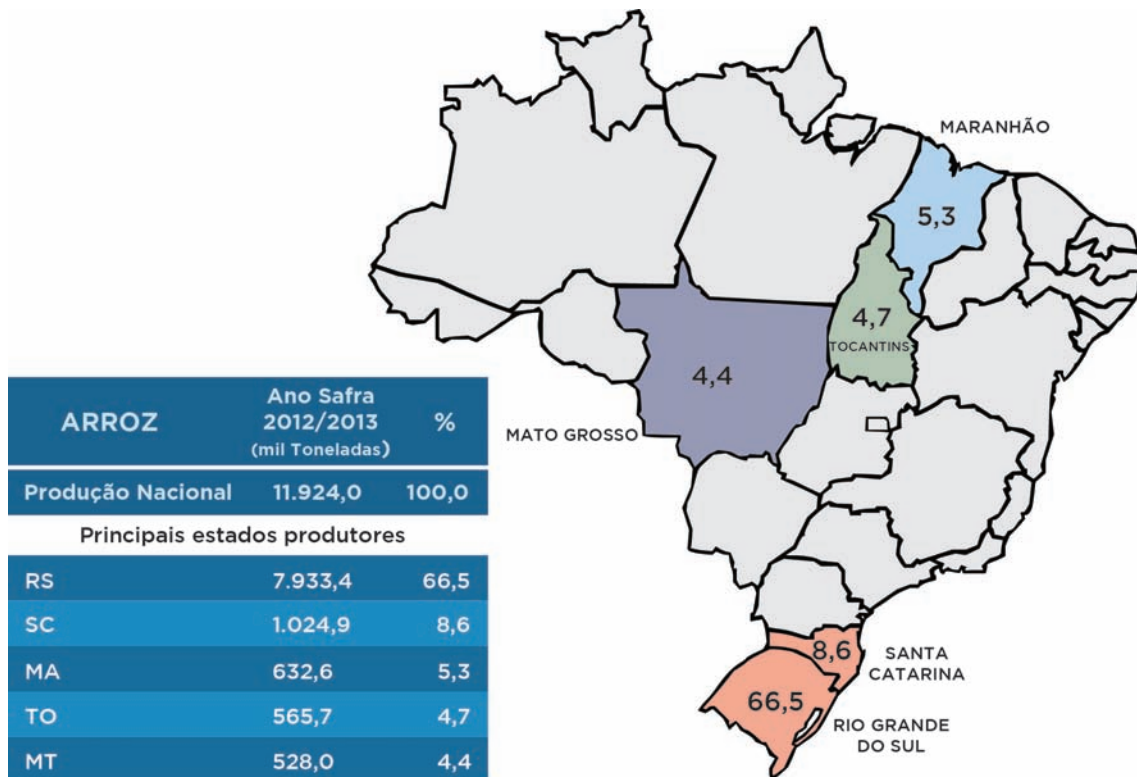 MARANHÃO
5,3
4,7
TOCANTINS
4,4
MATO GROSSO
ARROZ
Ano Safra
2012/2013
(mil Toneladas)
%
Produção Nacional 11.924,0 100,0
Principais estados produtores
RS 7.933,4 66,5
SC 1.024,9 8,6
MA 632,6 5,3
TO 565,7 4,7
MT 528,0 4,4
8,6
SANTA
CATARINA
66,5
RIO GRANDE
DO SUL